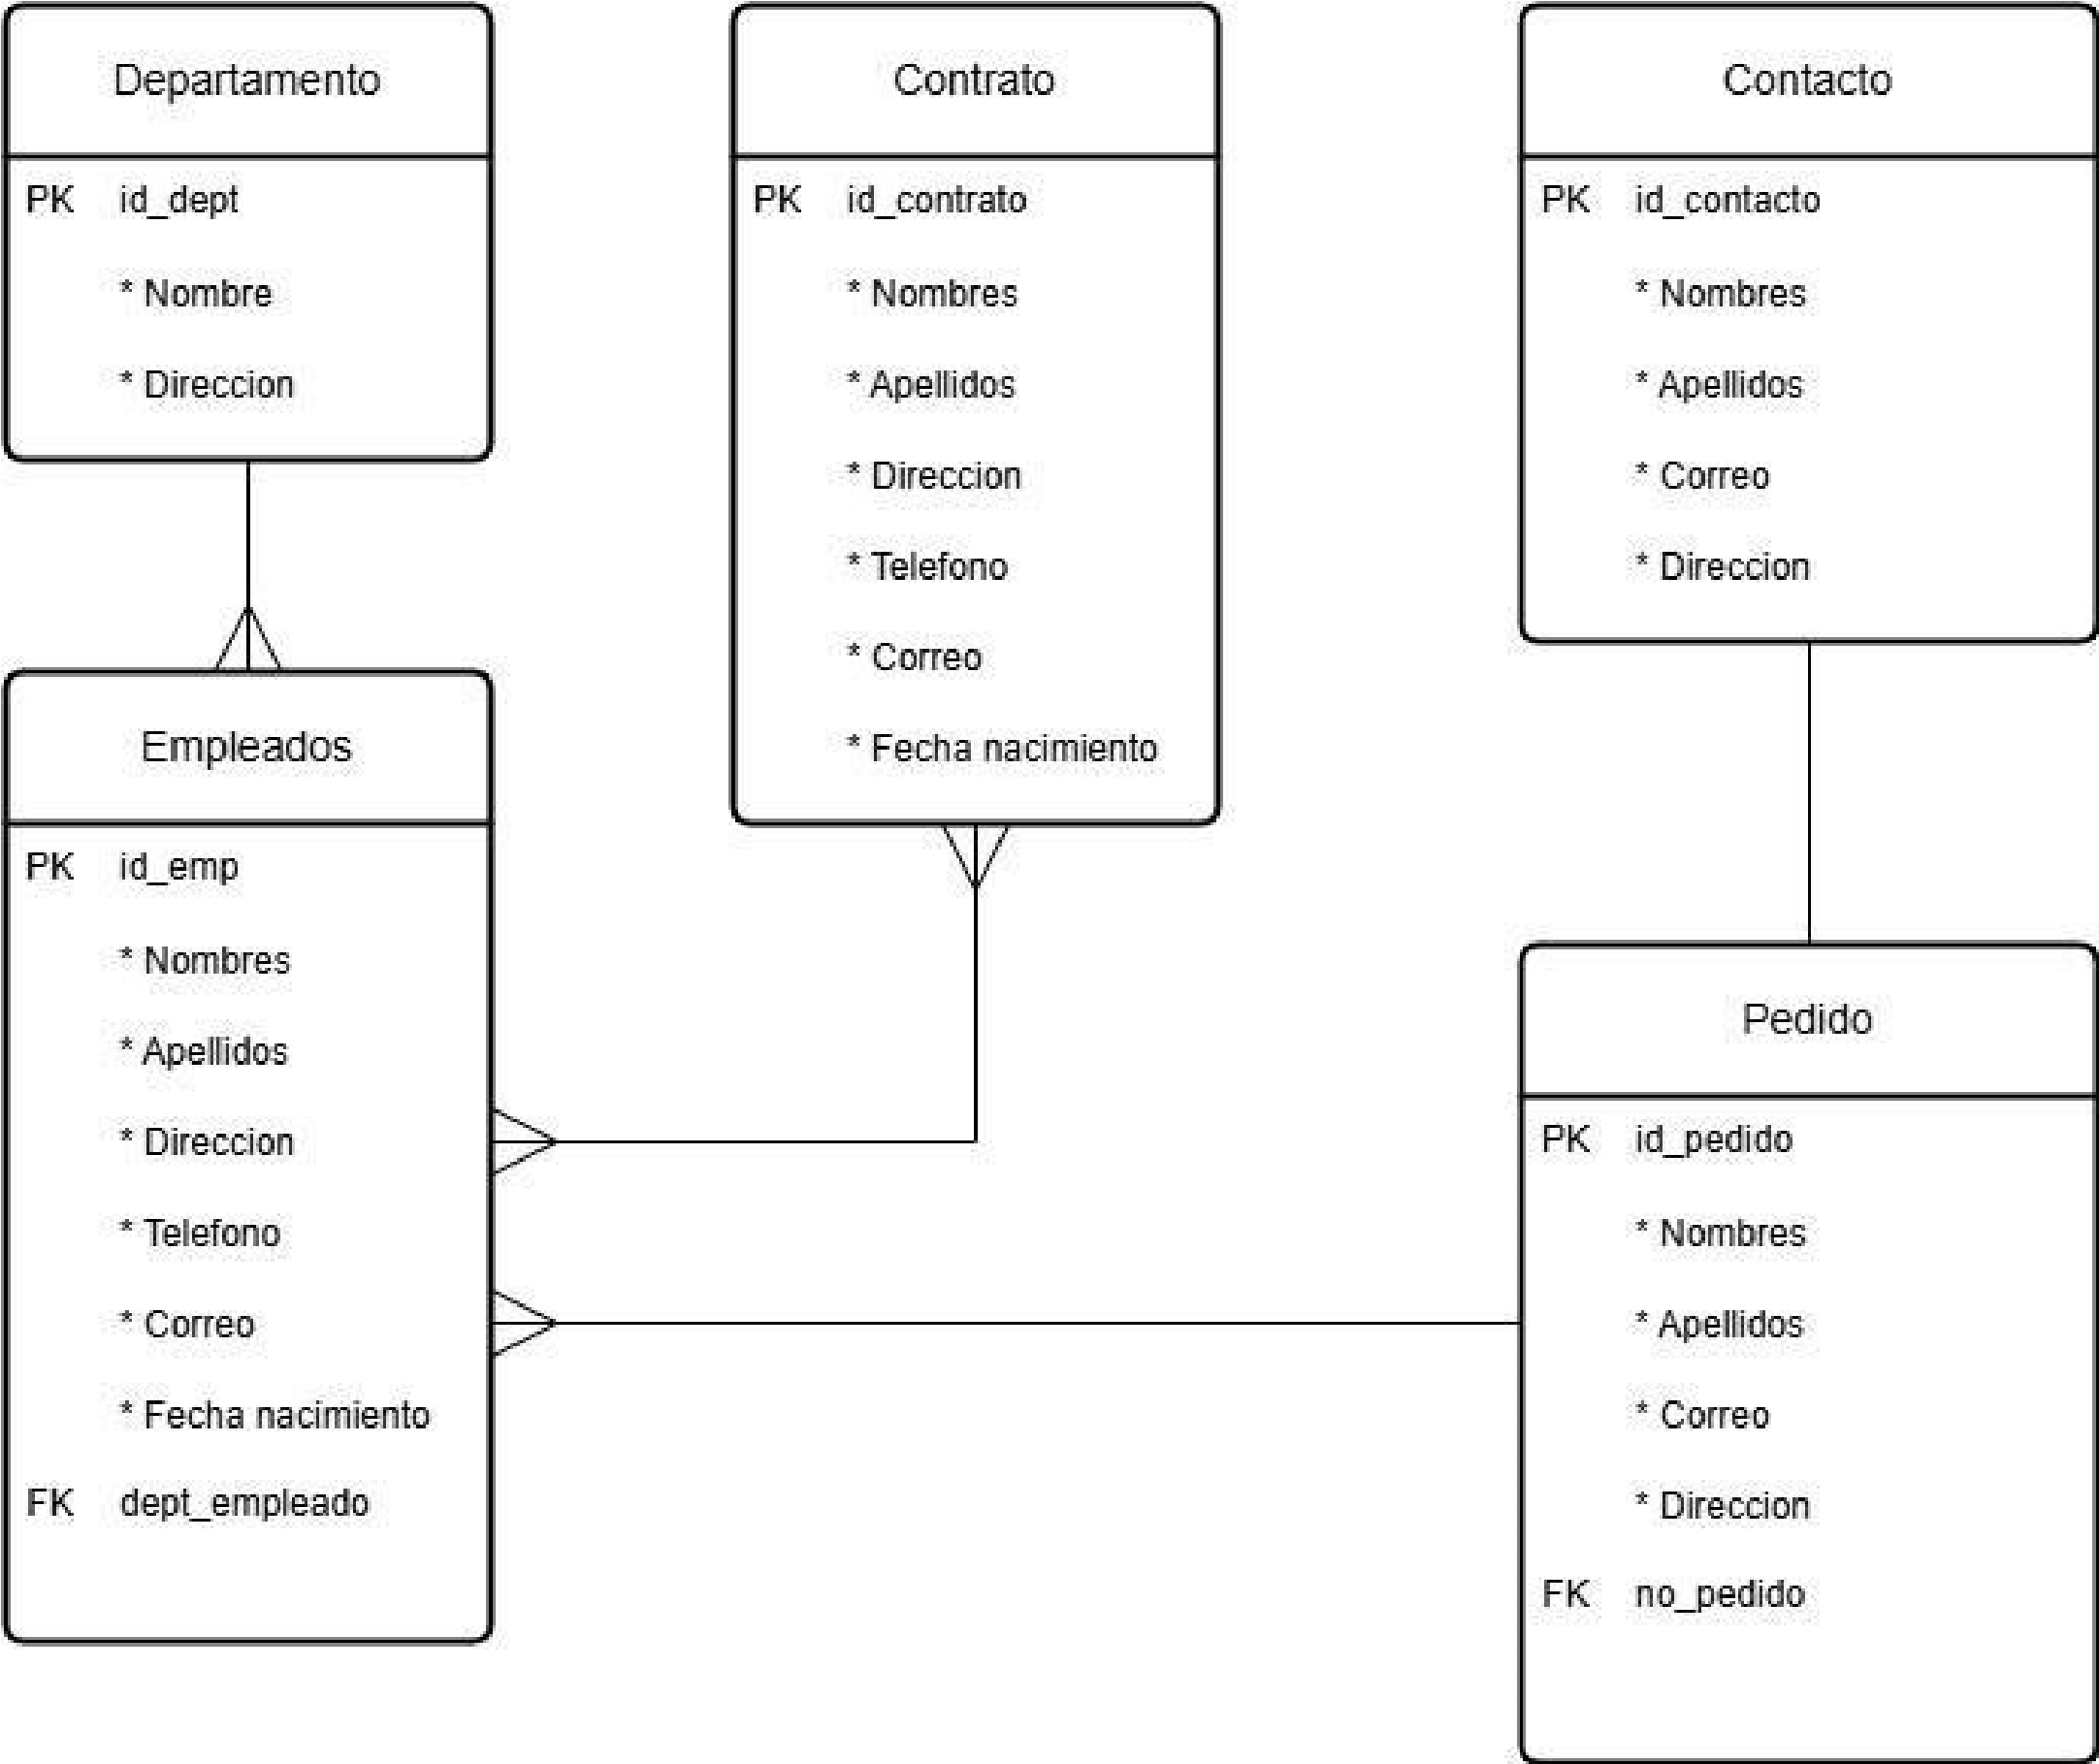 Departamento
PK id_dept
* Nombre
* Direccion
Contrato
PK id_contrato
* Nombres
* Apellidos
* Direccion
* Telefono
* Correo
* Fecha nacimiento
Contacto
PK id_contacto
* Nombres
* Apellidos
* Correo
* Direccion
Empleados
PK id_emp
* Nombres
* Apellidos
* Direccion
* Telefono
* Correo
* Fecha nacimiento
FK dept_empleado
Pedido
PK id_pedido
* Nombres
* Apellidos
* Correo
* Direccion
FK no_pedido